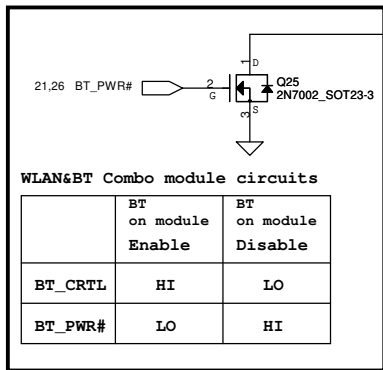 1
D
21,26 BT_PWR#
2
G
Q25
2N7002_SOT23-3
S
3
WLAN&BT Combo module circuits
BT on module Enable
BT on module Disable
BT_CRTL HI LO
BT_PWR# LO HI